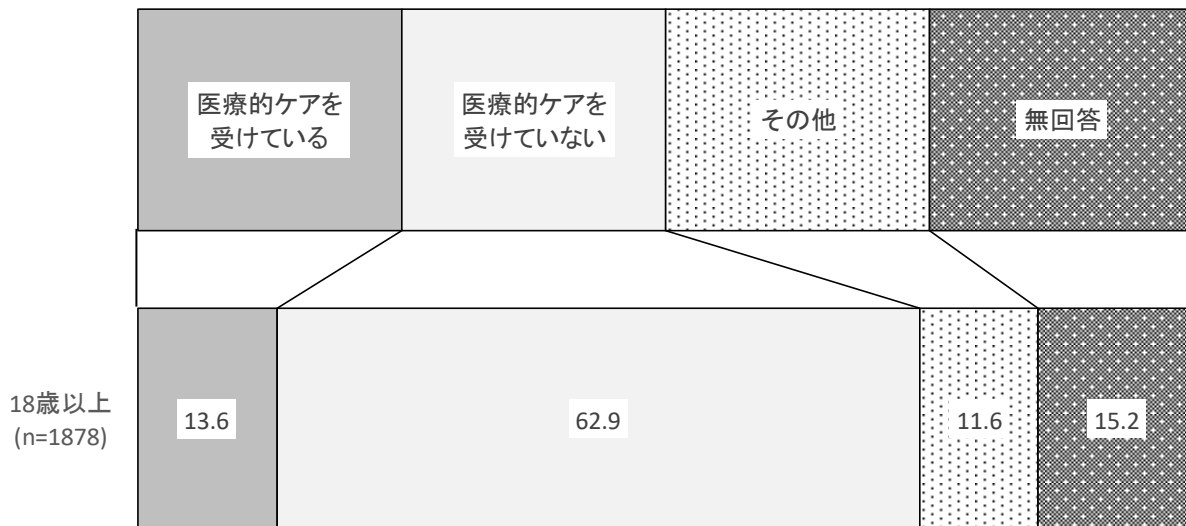 医療的ケアを
受けている
医療的ケアを
受けていない
その他
無回答
18歳以上
(n=1878)
13.6
62.9
11.6
15.2